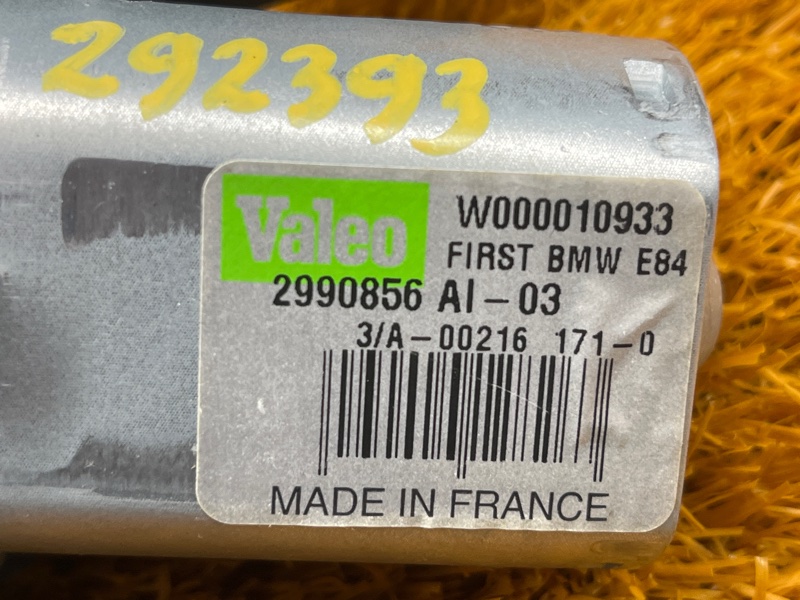 292393
Valeo
W000010933
FIRST BMW E84
2990856 AI-03
3/A-00216 171-0
MADE IN FRANCE